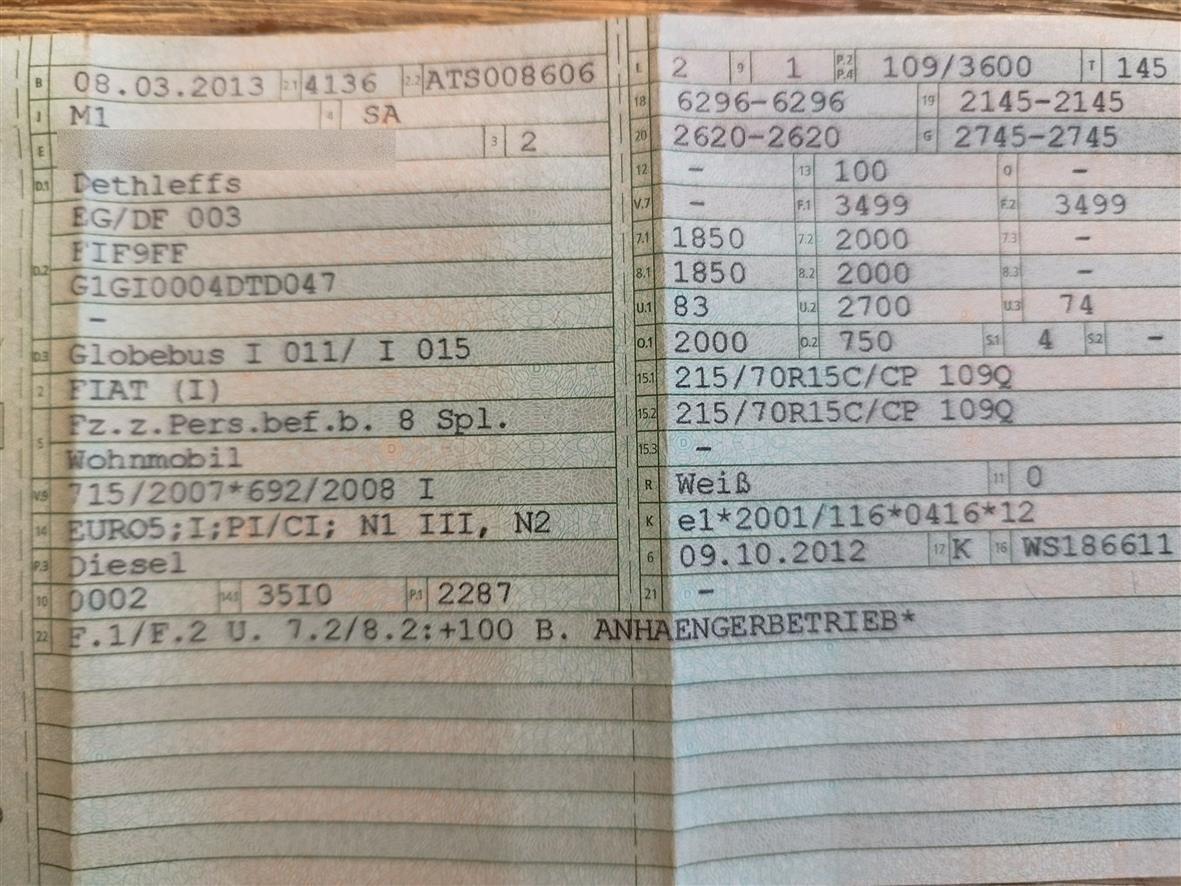 B 08.03.2013 2.1 4136 2.2 ATS008606
J M1 4 SA
E 3 2
D.1 Dethleffs
EG/DF 003
D.2 FIF9FF
G1GI0004DTD047
–
D.3 Globebus I 011/ I 015
2 FIAT (I)
5 Fz.z.Pers.bef.b. 8 Spl.
Wohnmobil
V.9 715/2007*692/2008 I
14 EURO5;I;PI/CI; N1 III, N2
P.3 Diesel
10 0002 14.1 35I0 P.1 2287
22 F.1/F.2 U. 7.2/8.2:+100 B. ANHAENGERBETRIEB*
L 2 9 1 P.2 P.4 109/3600 T 145
18 6296-6296 19 2145-2145
20 2620-2620 G 2745-2745
12 – 13 100 Q –
V.7 – F.1 3499 F.2 3499
7.1 1850 7.2 2000 7.3 –
8.1 1850 8.2 2000 8.3 –
U.1 83 U.2 2700 U.3 74
O.1 2000 O.2 750 S.1 4 S.2 –
15.1 215/70R15C/CP 109Q
15.2 215/70R15C/CP 109Q
15.3 –
R Weiß 11 0
K e1*2001/116*0416*12
6 09.10.2012 17 K 16 WS186611
21 –